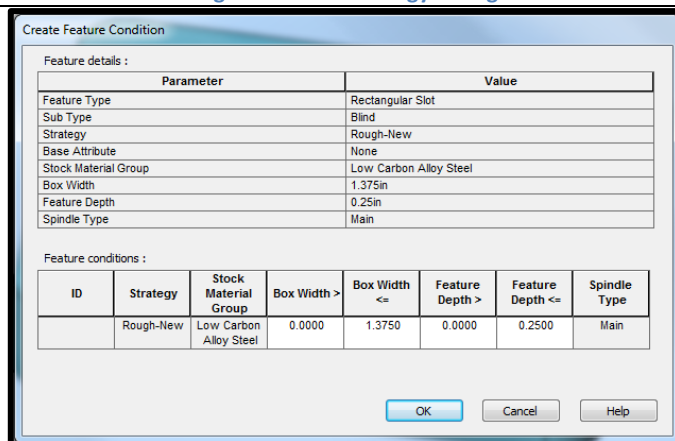 Create Feature Condition
Feature details :
Parameter Value
Feature Type Rectangular Slot
Sub Type Blind
Strategy Rough-New
Base Attribute None
Stock Material Group Low Carbon Alloy Steel
Box Width 1.375in
Feature Depth 0.25in
Spindle Type Main
Feature conditions :
ID Strategy Stock Material Group Box Width > Box Width <= Feature Depth > Feature Depth <= Spindle Type
Rough-New Low Carbon Alloy Steel 0.0000 1.3750 0.0000 0.2500 Main
OK Cancel Help